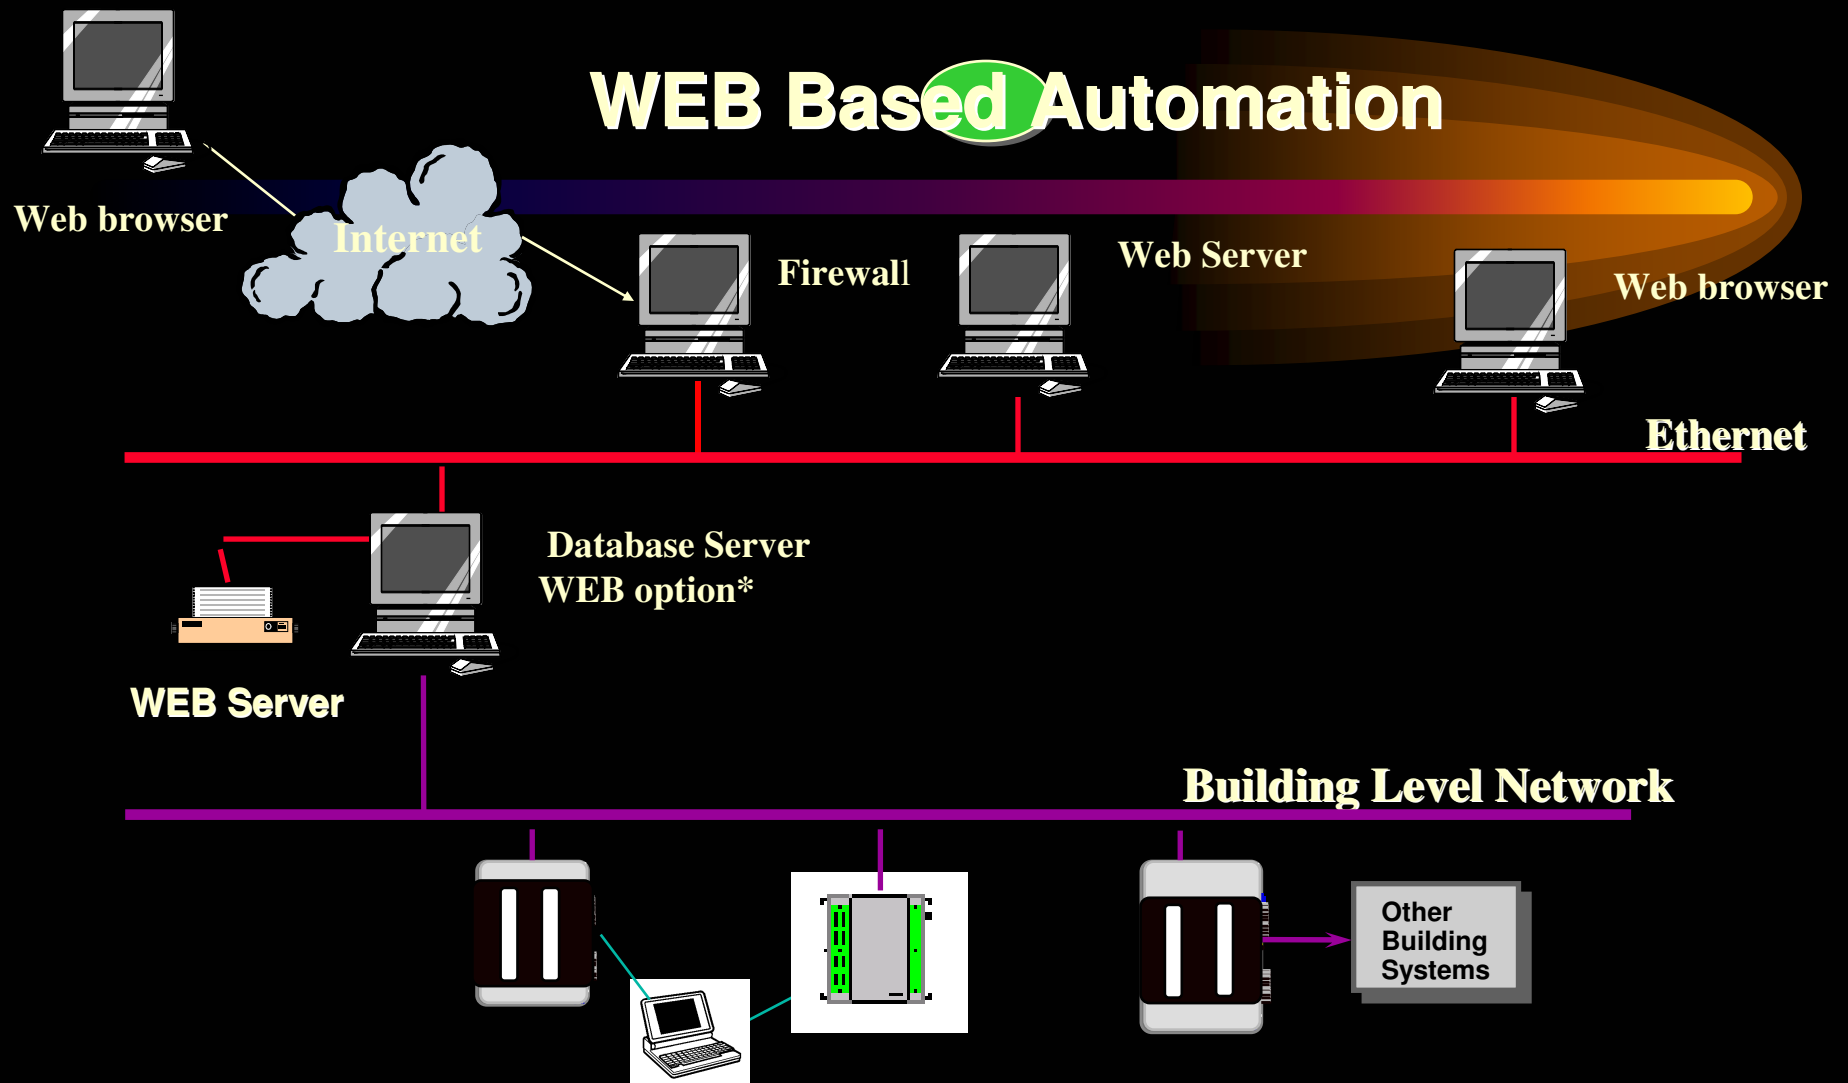 WEB Based Automation
Web browser
Internet
Firewall
Web Server
Web browser
Ethernet
Database Server
WEB option*
WEB Server
Building Level Network
Other
Building
Systems